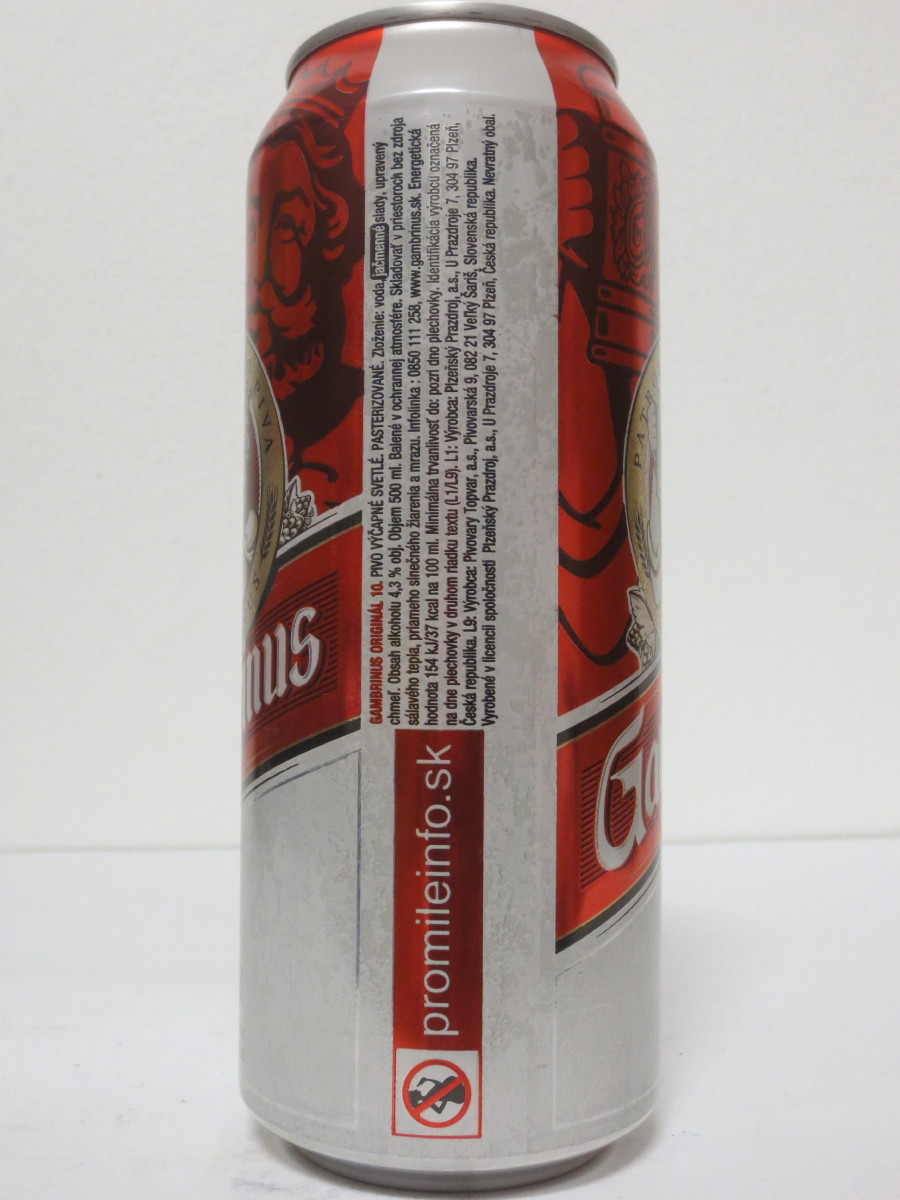 GAMBRINUS ORIGINÁL 10. PIVO VÝČAPNÉ SVETLÉ. PASTERIZOVANÉ. Zloženie: voda, jačmenné slady, upravený
chmeľ. Obsah alkoholu 4,3 % obj. Objem 500 ml. Balené v ochrannej atmosfére. Skladovať v priestoroch bez zdroja
sálavého tepla, priameho slnečného žiarenia a mrazu. Infolinka : 0850 111 258, www.gambrinus.sk. Energetická
hodnota 154 kJ/37 kcal na 100 ml. Minimálna trvanlivosť do: pozri dno plechovky. Identifikácia výrobcu označená
na dne plechovky v druhom riadku textu (L1/L9). L1: Výrobca: Plzeňský Prazdroj, a.s., U Prazdroje 7, 304 97 Plzeň,
Česká republika. L9: Výrobca: Pivovary Topvar, a.s., Pivovarská 9, 082 21 Veľký Šariš, Slovenská republika.
Vyrobené v licencii spoločnosti Plzeňský Prazdroj, a.s., U Prazdroje 7, 304 97 Plzeň, Česká republika. Nevratný obal.
promileinfo.sk
nus
Ga
PATR